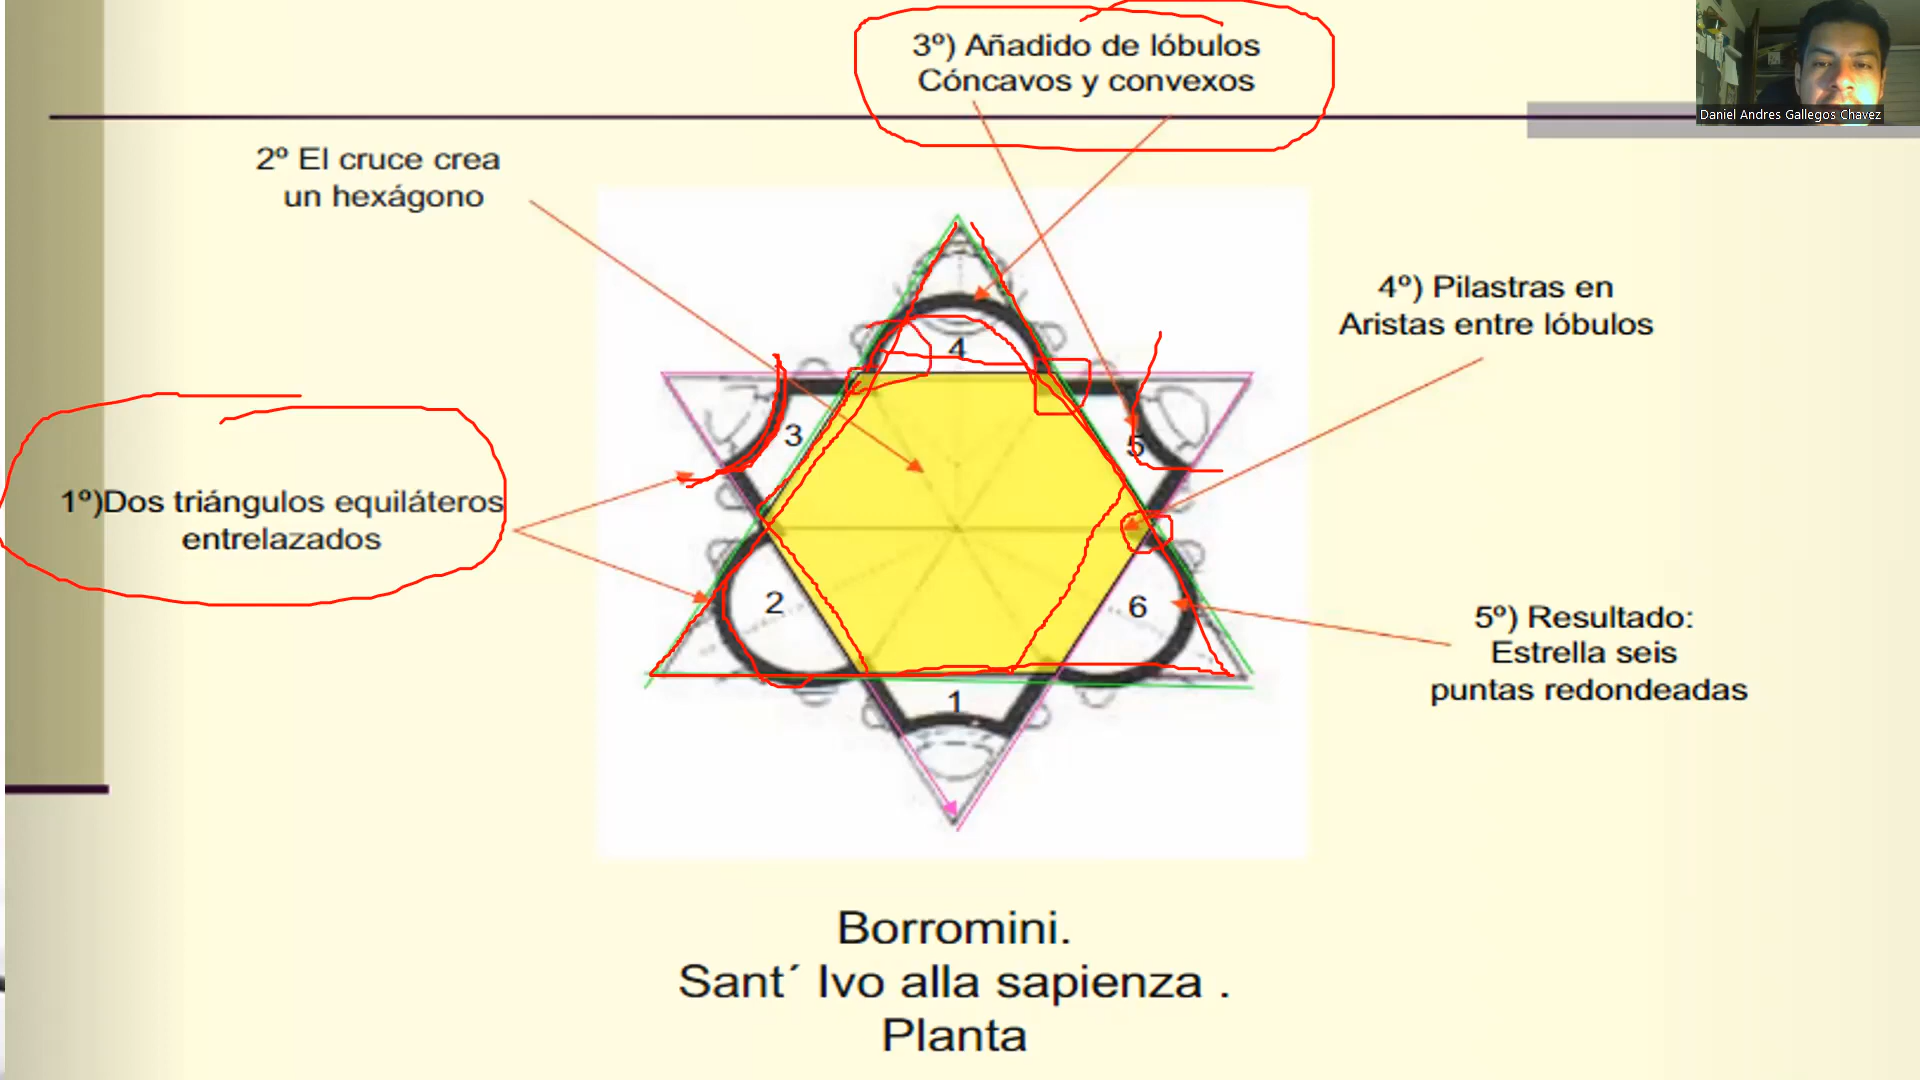 3º) Añadido de lóbulos
Cóncavos y convexos
Daniel Andres Gallegos Chavez
2º El cruce crea
un hexágono
4º) Pilastras en
Aristas entre lóbulos
4
3
5
1º)Dos triángulos equiláteros
entrelazados
2
6
5º) Resultado:
Estrella seis
puntas redondeadas
1
Borromini.
Sant´ Ivo alla sapienza .
Planta